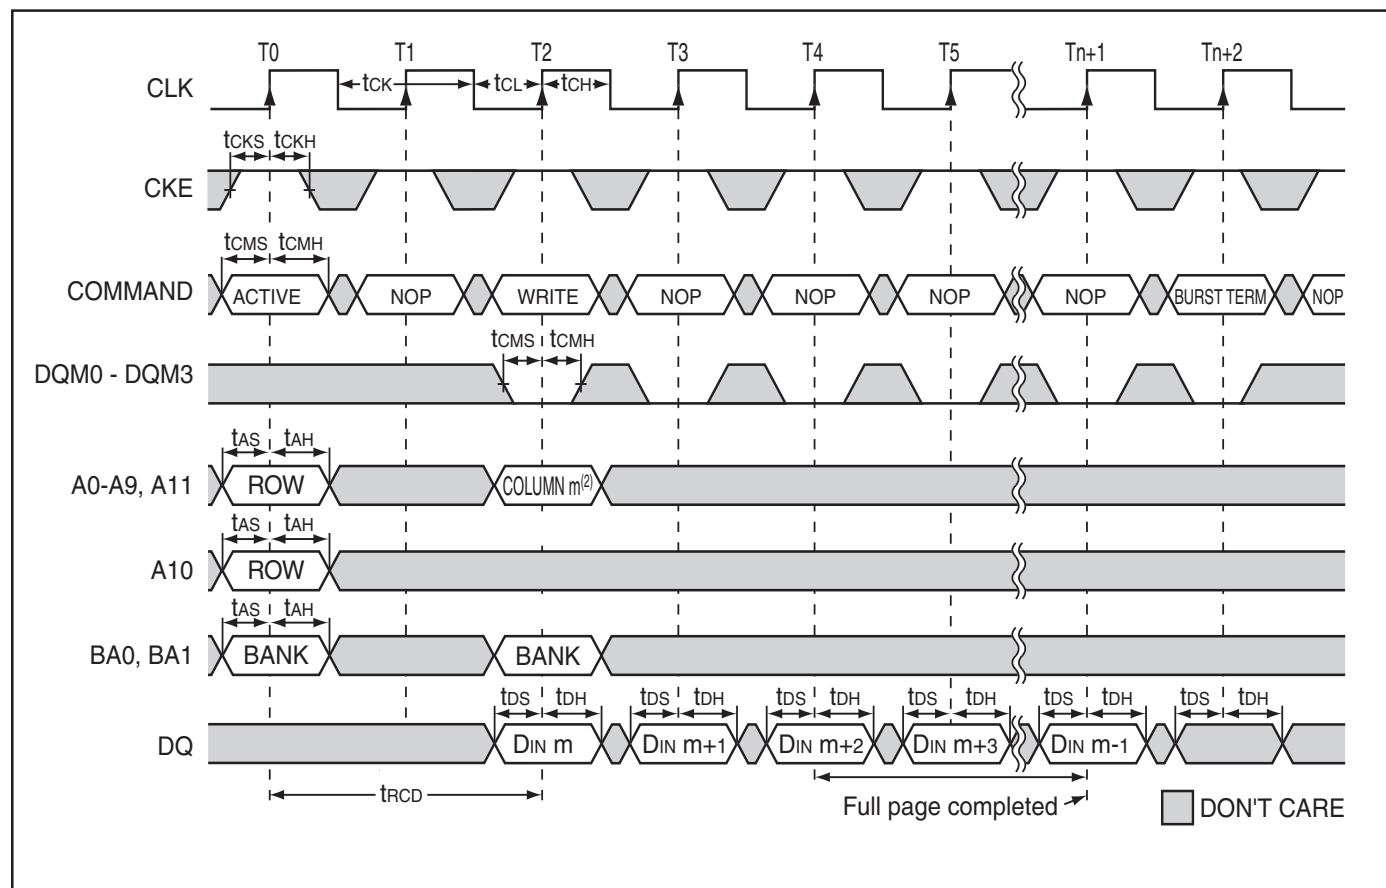 T0 T1 T2 T3 T4 T5 Tn+1 Tn+2
CLK tCK tCL tCH
tCKS tCKH
CKE
tCMS tCMH
COMMAND ACTIVE NOP WRITE NOP NOP NOP NOP BURST TERM NOP
tCMS tCMH
DQM0 - DQM3
tAS tAH
A0-A9, A11 ROW COLUMN m(2)
tAS tAH
A10 ROW
tAS tAH
BA0, BA1 BANK BANK
tDS tDH tDS tDH tDS tDH tDS tDH tDS tDH tDS tDH
DQ DIN m DIN m+1 DIN m+2 DIN m+3 DIN m-1
tRCD
Full page completed
DON'T CARE